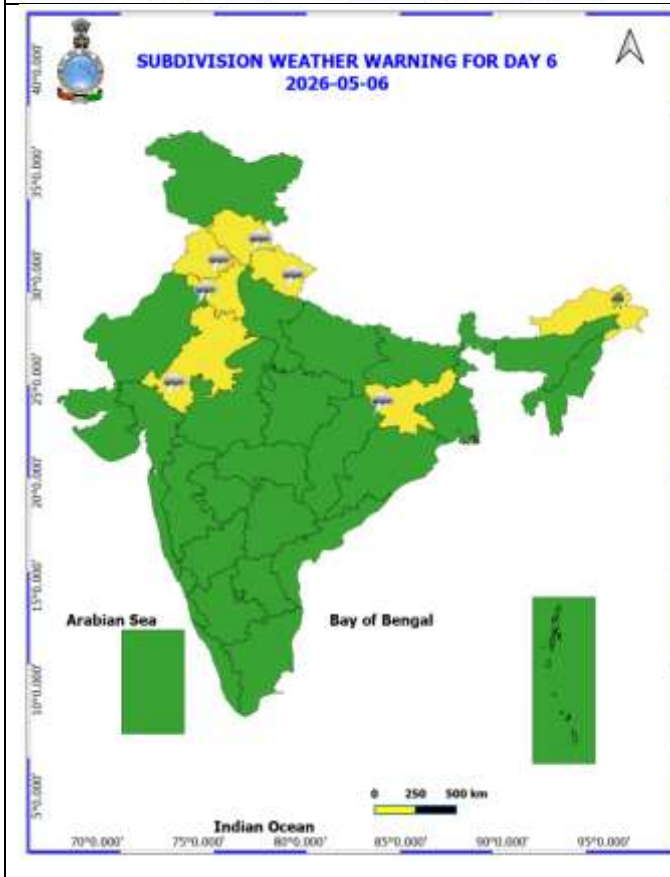 SUBDIVISION WEATHER WARNING FOR DAY 6
2026-05-06
40°0.000'
35°0.000'
30°0.000'
25°0.000'
20°0.000'
15°0.000'
10°0.000'
5°0.000'
Arabian Sea
Bay of Bengal
0 250 500 km
Indian Ocean
70°0.000' 75°0.000' 80°0.000' 85°0.000' 90°0.000' 95°0.000'